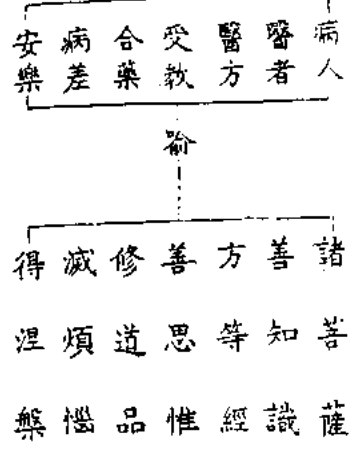 病人
醫者
醫方
受教
合藥
病差
安樂
喻
諸菩薩
善知識
方等經
善思惟
修道品
滅煩惱
得涅槃